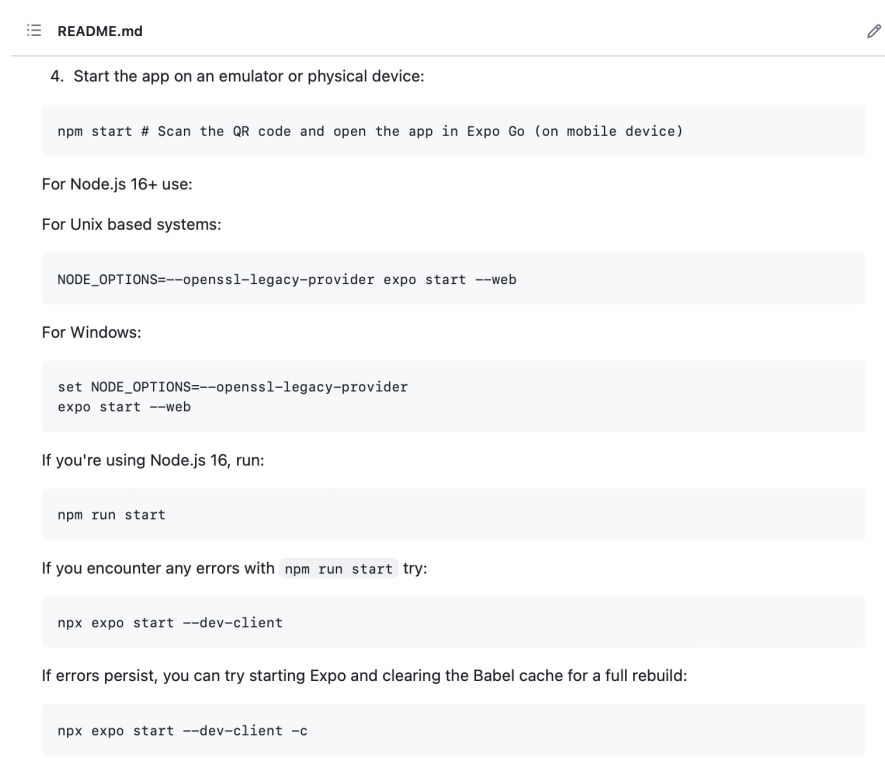 README.md
4. Start the app on an emulator or physical device:
npm start # Scan the QR code and open the app in Expo Go (on mobile device)
For Node.js 16+ use:
For Unix based systems:
NODE_OPTIONS=--openssl-legacy-provider expo start --web
For Windows:
set NODE_OPTIONS=--openssl-legacy-provider
expo start --web
If you're using Node.js 16, run:
npm run start
If you encounter any errors with npm run start try:
npx expo start --dev-client
If errors persist, you can try starting Expo and clearing the Babel cache for a full rebuild:
npx expo start --dev-client -c